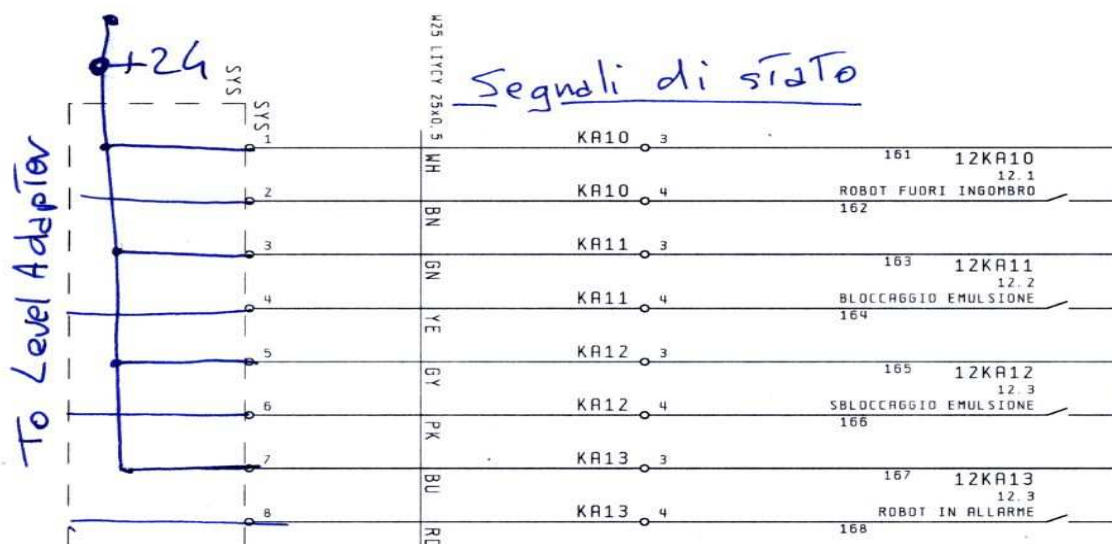 +24
SYS
SYS
W25 LIYCY 25x0.5
Segnali di stato
To Level Adaptor
1 WH KA10 3 161 12KA10
12.1
2 BN KA10 4 ROBOT FUORI INGOMBRO
162
3 GN KA11 3 163 12KA11
12.2
4 YE KA11 4 BLOCCAGGIO EMULSIONE
164
5 GY KA12 3 165 12KA12
12.3
6 PK KA12 4 SBLOCCAGGIO EMULSIONE
166
7 BU KA13 3 167 12KA13
12.3
8 KA13 4 ROBOT IN ALLARME
168